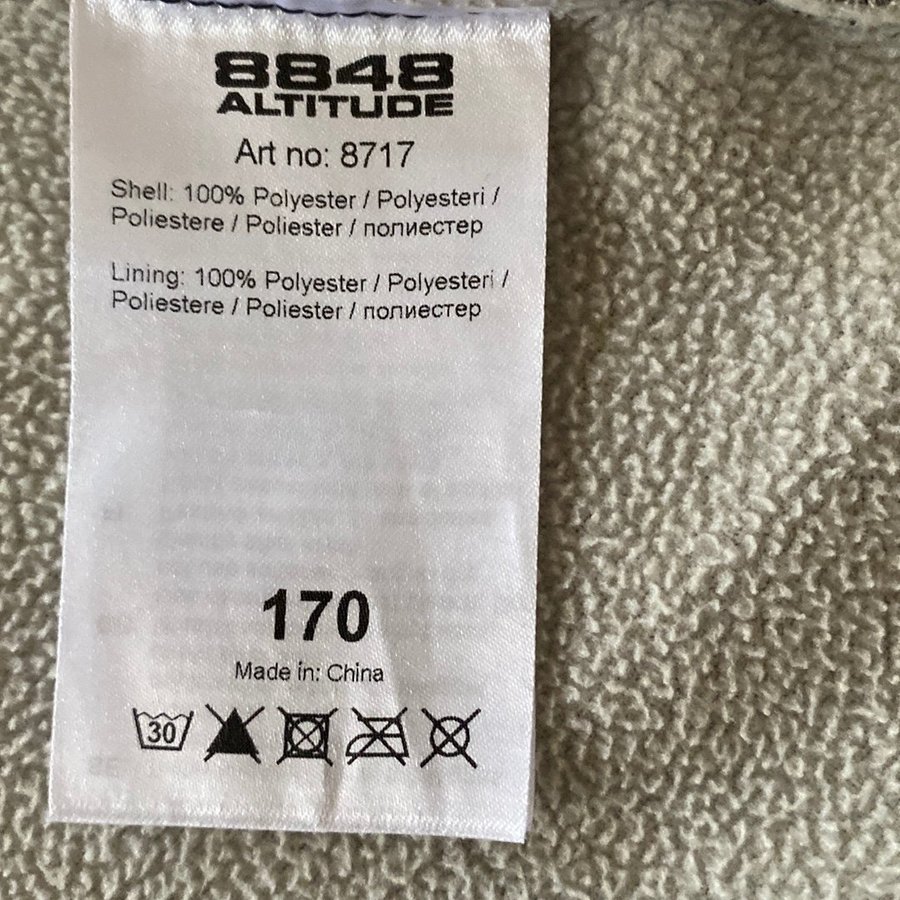 8848
ALTITUDE
Art no: 8717
Shell: 100% Polyester / Polyesteri /
Poliestere / Poliester / полиестер
Lining: 100% Polyester / Polyesteri /
Poliestere / Poliester / полиестер
170
Made in: China
30